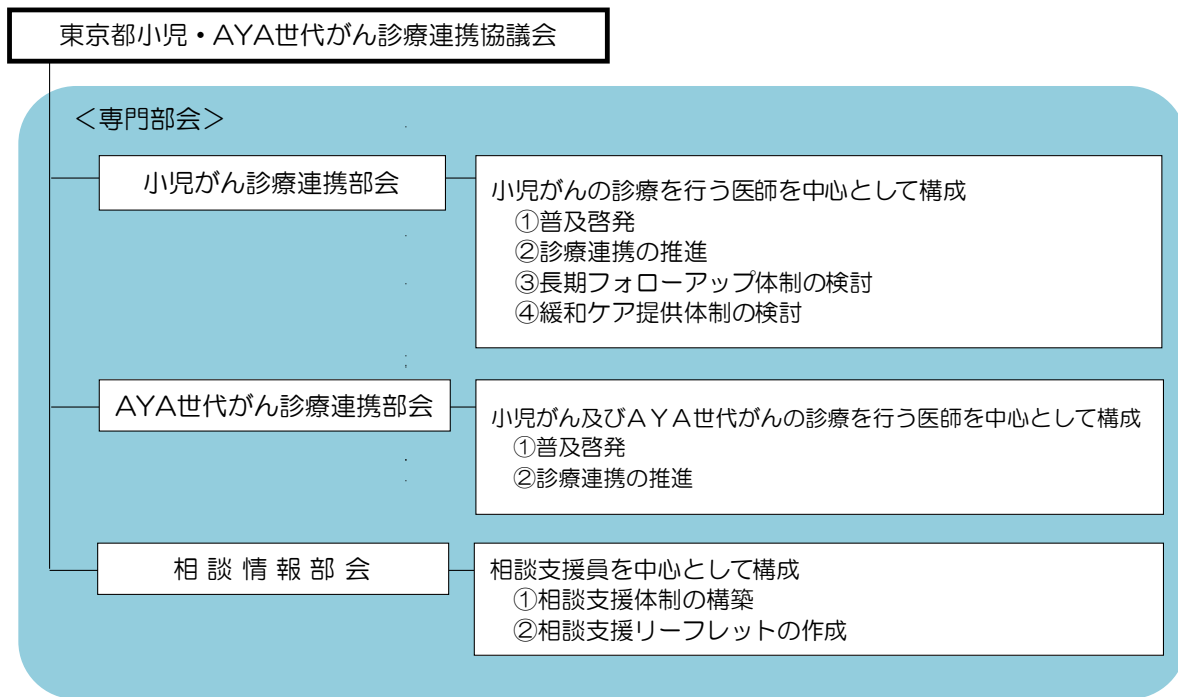 東京都小児・AYA世代がん診療連携協議会
＜専門部会＞
小児がん診療連携部会
小児がんの診療を行う医師を中心として構成
①普及啓発
②診療連携の推進
③長期フォローアップ体制の検討
④緩和ケア提供体制の検討
AYA世代がん診療連携部会
小児がん及びＡＹＡ世代がんの診療を行う医師を中心として構成
①普及啓発
②診療連携の推進
相 談 情 報 部 会
相談支援員を中心として構成
①相談支援体制の構築
②相談支援リーフレットの作成